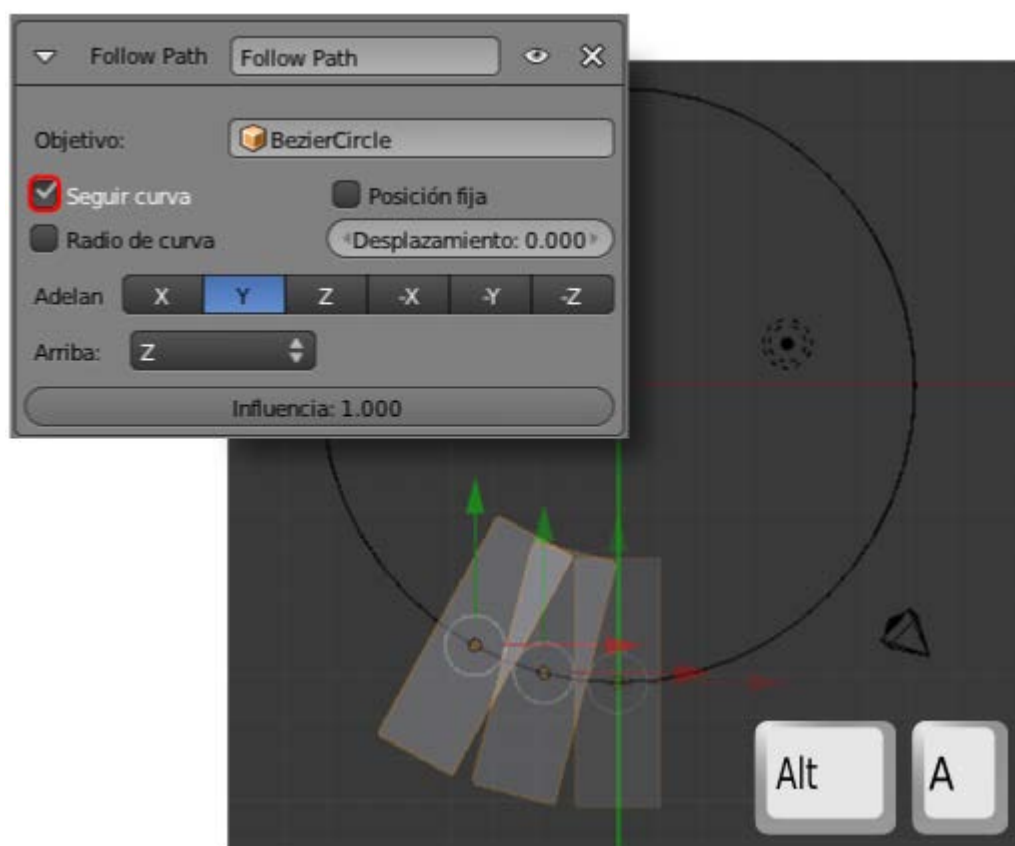 Follow Path Follow Path
Objetivo: BezierCircle
Seguir curva Posición fija
Radio de curva Desplazamiento: 0.000
Adelan X Y Z -X -Y -Z
Arriba: Z
Influencia: 1.000
Alt A